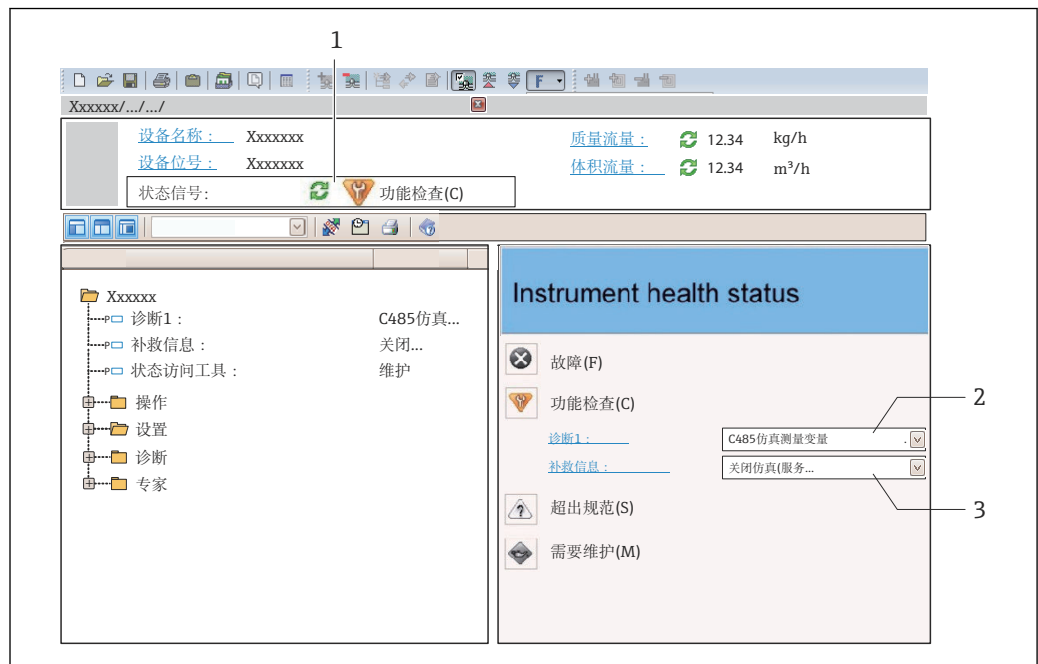 1
F
Xxxxxx/.../.../
设备名称： Xxxxxxx
质量流量： 12.34 kg/h
设备位号： Xxxxxxx
体积流量： 12.34 m³/h
状态信号: 功能检查(C)
Xxxxxx
诊断1： C485仿真...
补救信息： 关闭...
状态访问工具： 维护
操作
设置
诊断
专家
Instrument health status
故障(F)
功能检查(C)
2
诊断1： C485仿真测量变量 .
补救信息： 关闭仿真(服务...
超出规范(S)
3
需要维护(M)